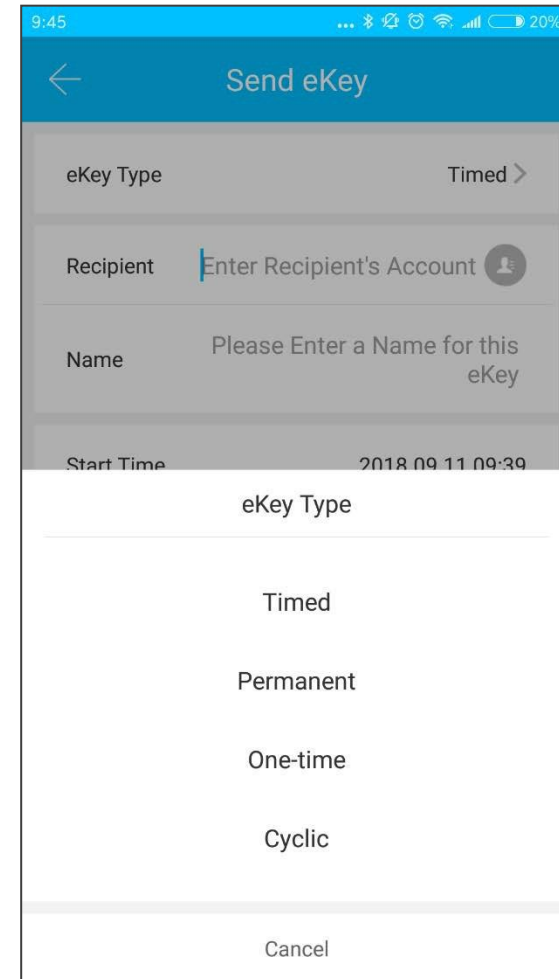 9:45 ... 20%
Send eKey
eKey Type Timed >
Recipient Enter Recipient's Account
Name Please Enter a Name for this
eKey
Start Time 2018.09.11 09:39
eKey Type
Timed
Permanent
One-time
Cyclic
Cancel